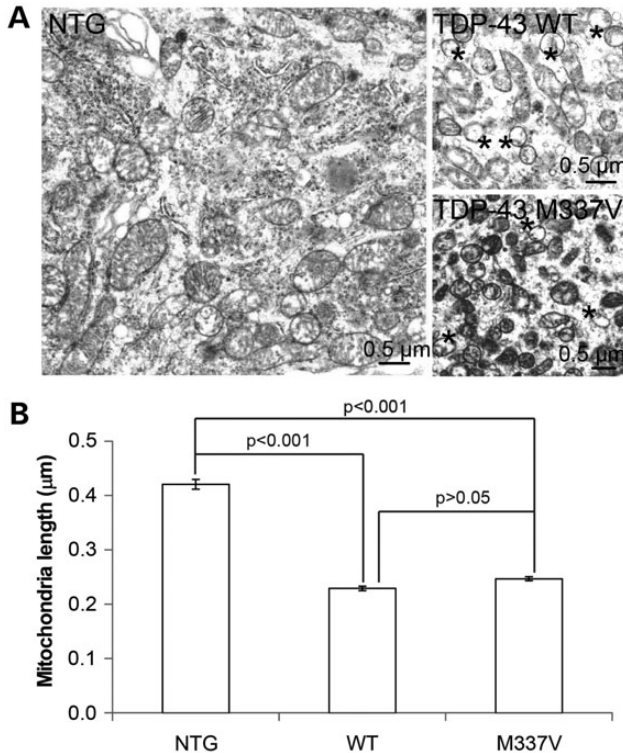 A
NTG
TDP-43 WT
*
*
*
* *
0.5 µm
TDP-43 M337V
*
*
*
0.5 µm
0.5 µm
B
p<0.001
p<0.001
p>0.05
Mitochondria length (µm)
0.5
0.4
0.3
0.2
0.1
0.0
NTG
WT
M337V